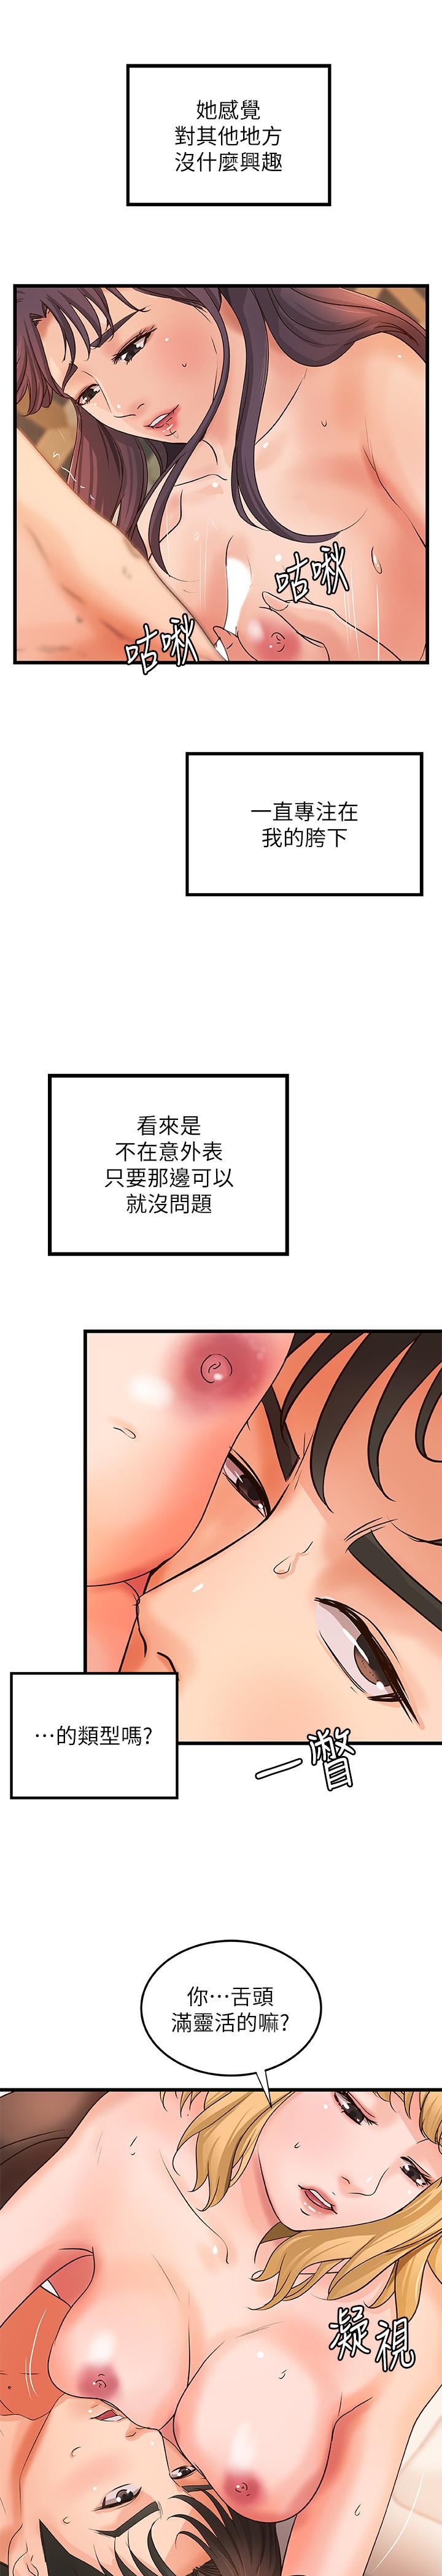 她感覺
對其他地方
沒什麼興趣
咕啾
咕啾
一直專注在
我的胯下
看來是
不在意外表
只要那邊可以
就沒問題
…的類型嗎?
一瞥
你…舌頭
滿靈活的嘛?
凝視